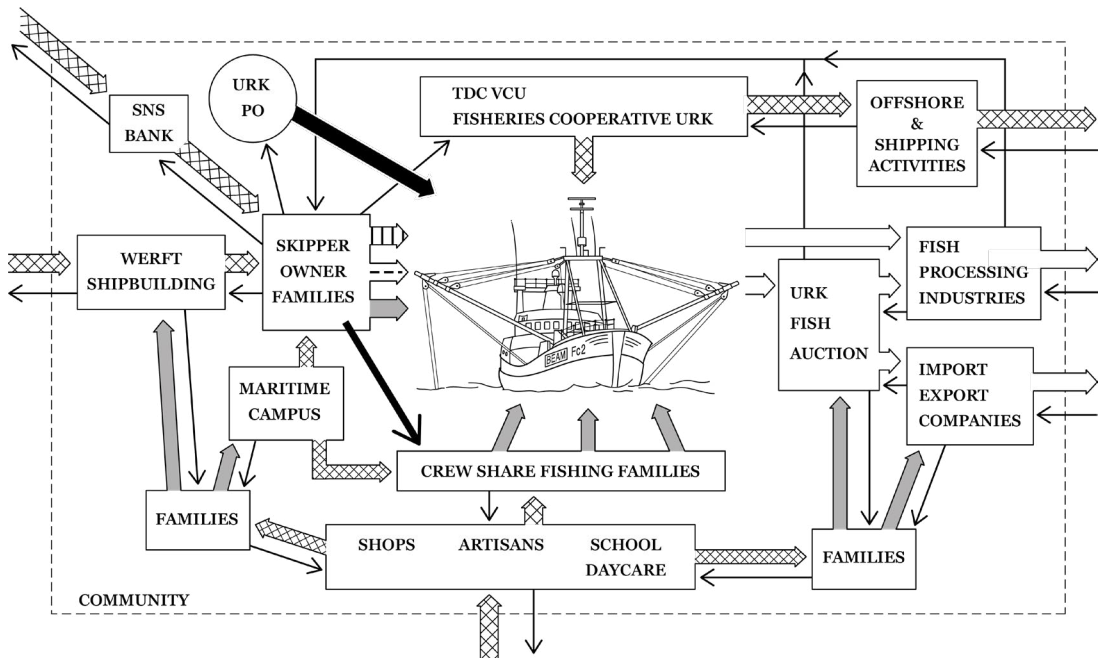 URK
PO
TDC VCU
FISHERIES COOPERATIVE URK
OFFSHORE
&
SHIPPING
ACTIVITIES
SNS
BANK
WERFT
SHIPBUILDING
SKIPPER
OWNER
FAMILIES
FISH
PROCESSING
INDUSTRIES
URK
FISH
AUCTION
BEAM Fc2
MARITIME
CAMPUS
IMPORT
EXPORT
COMPANIES
CREW SHARE FISHING FAMILIES
FAMILIES
SHOPS ARTISANS SCHOOL
DAYCARE
FAMILIES
COMMUNITY